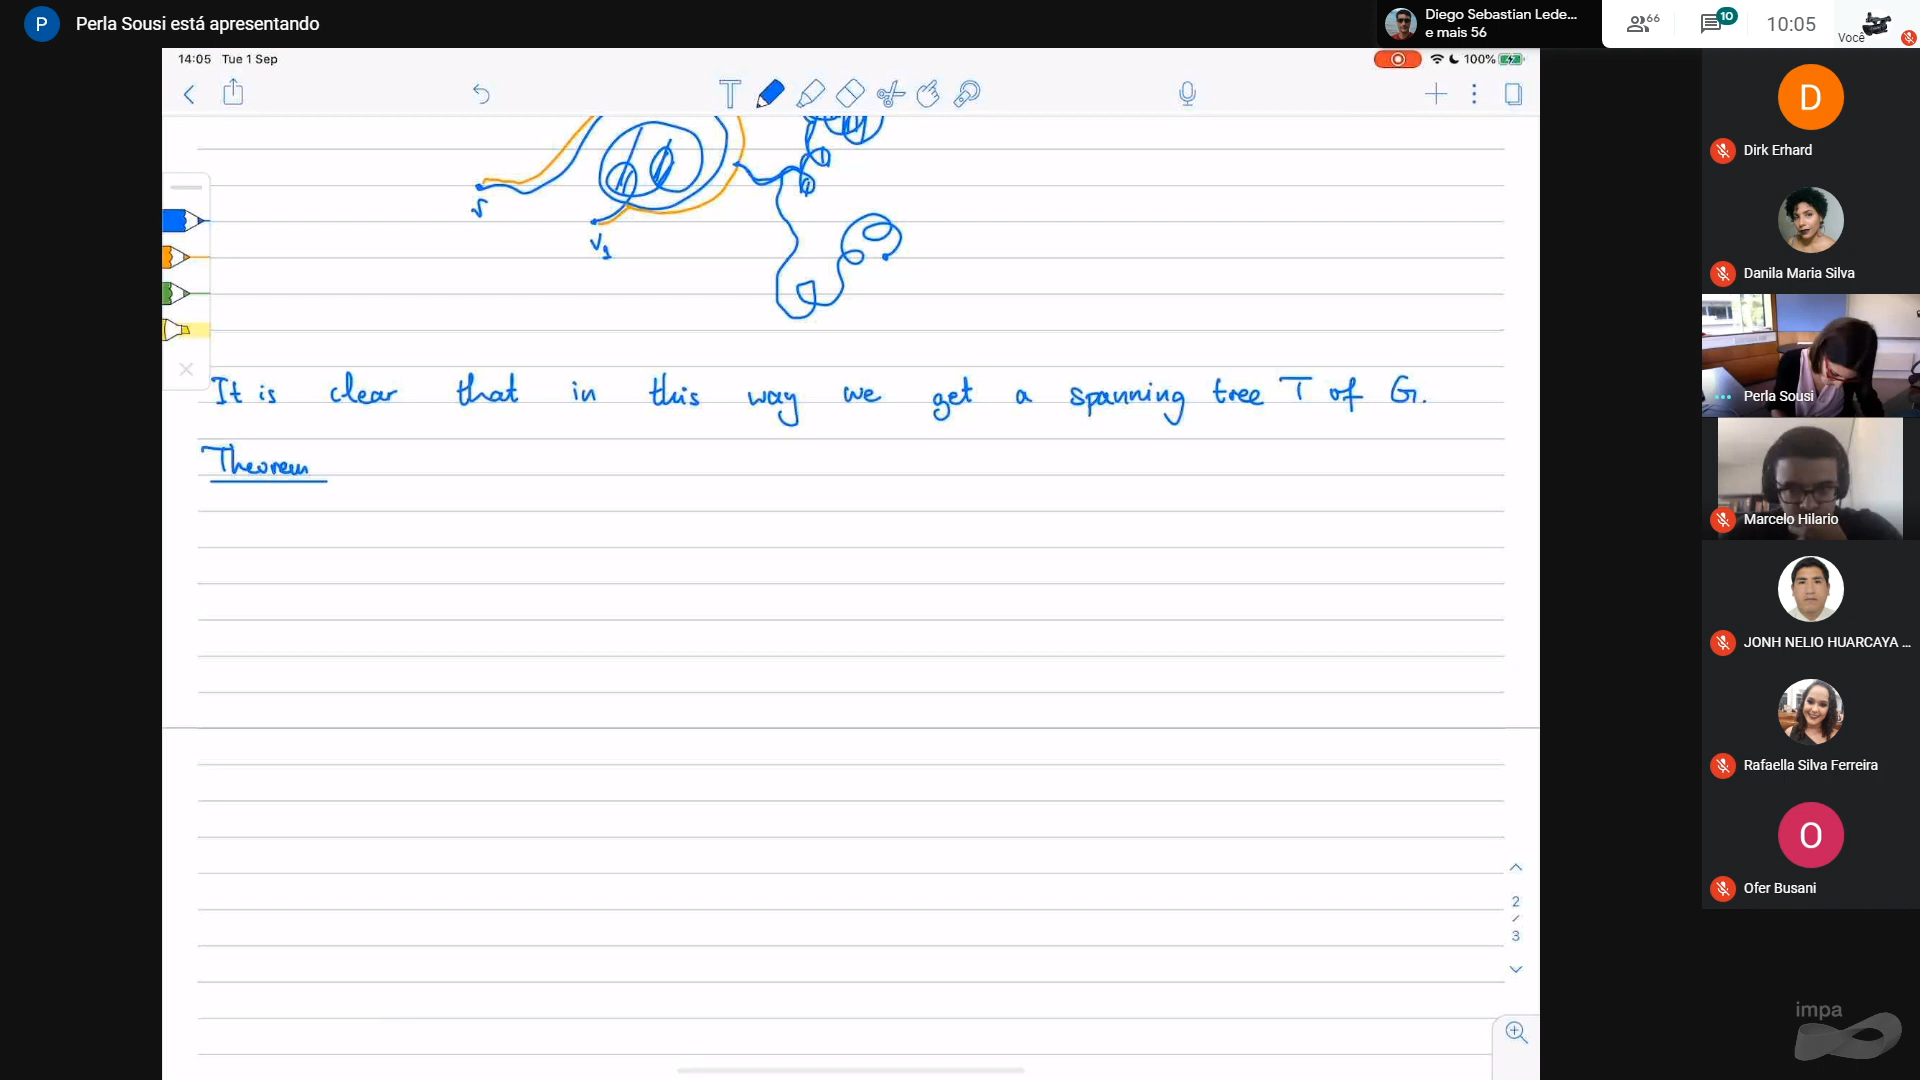 P Perla Sousi está apresentando
Diego Sebastian Lede...
e mais 56
66
10
10:05
Você
14:05 Tue 1 Sep
100%
v₁
It is clear that in this way we get a spanning tree T of G.
Theorem
2
/
3
D
Dirk Erhard
Danila Maria Silva
Perla Sousi
Marcelo Hilario
JONH NELIO HUARCAYA ...
Rafaella Silva Ferreira
O
Ofer Busani
impa